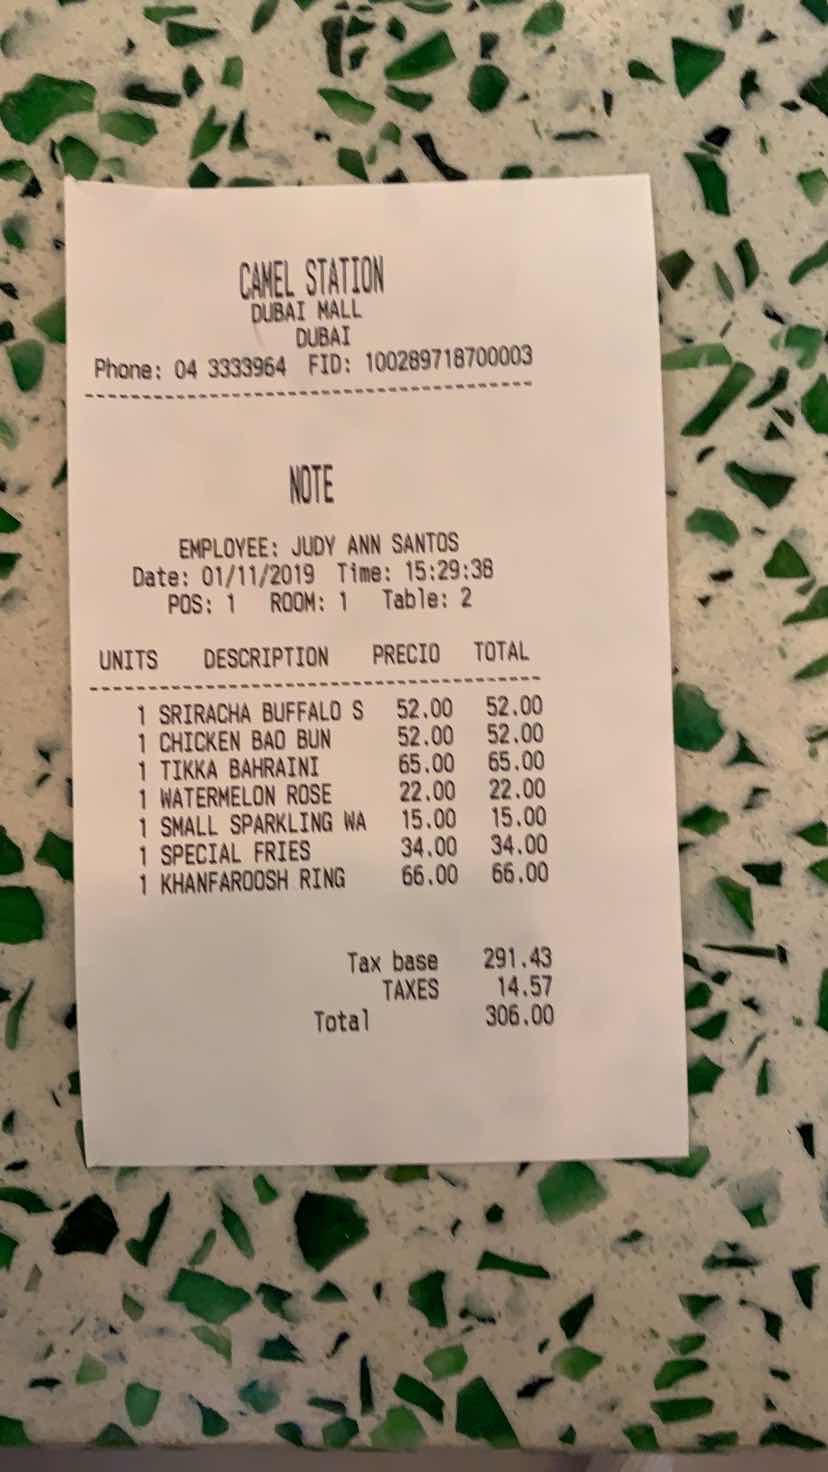 CAMEL STATION
DUBAI MALL
DUBAI
Phone: 04 3333964 FID: 100289718700003
----------------------------------------
NOTE
EMPLOYEE: JUDY ANN SANTOS
Date: 01/11/2019 Time: 15:29:38
POS: 1 ROOM: 1 Table: 2
UNITS DESCRIPTION PRECIO TOTAL
----------------------------------------
1 SRIRACHA BUFFALO S 52.00 52.00
1 CHICKEN BAO BUN 52.00 52.00
1 TIKKA BAHRAINI 65.00 65.00
1 WATERMELON ROSE 22.00 22.00
1 SMALL SPARKLING WA 15.00 15.00
1 SPECIAL FRIES 34.00 34.00
1 KHANFAROOSH RING 66.00 66.00
Tax base 291.43
TAXES 14.57
Total 306.00